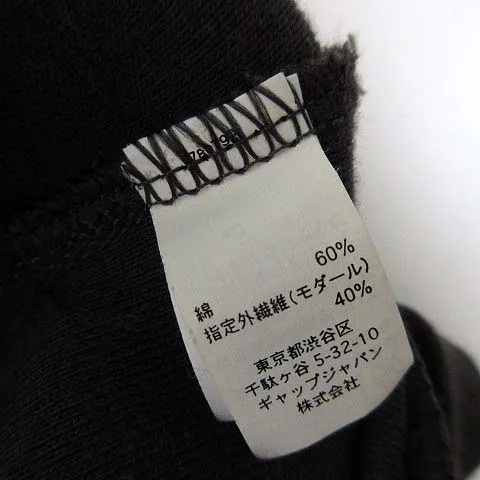 綿 60%
指定外繊維(モダール)
40%
東京都渋谷区
千駄ヶ谷 5-32-10
ギャップジャパン
株式会社